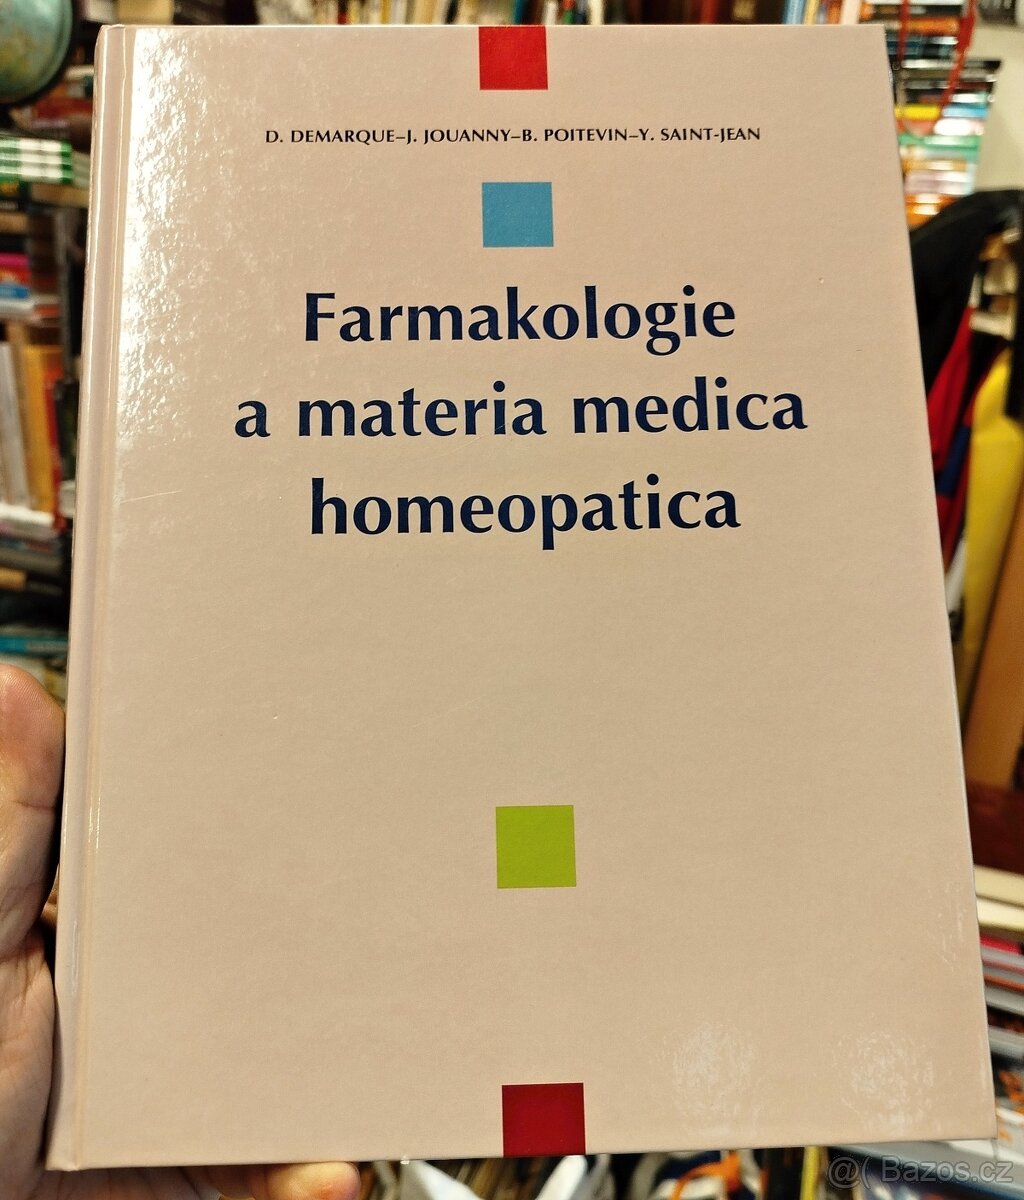 D. DEMARQUE–J. JOUANNY–B. POITEVIN–Y. SAINT-JEAN
Farmakologie
a materia medica
homeopatica
@( Bazos.cz